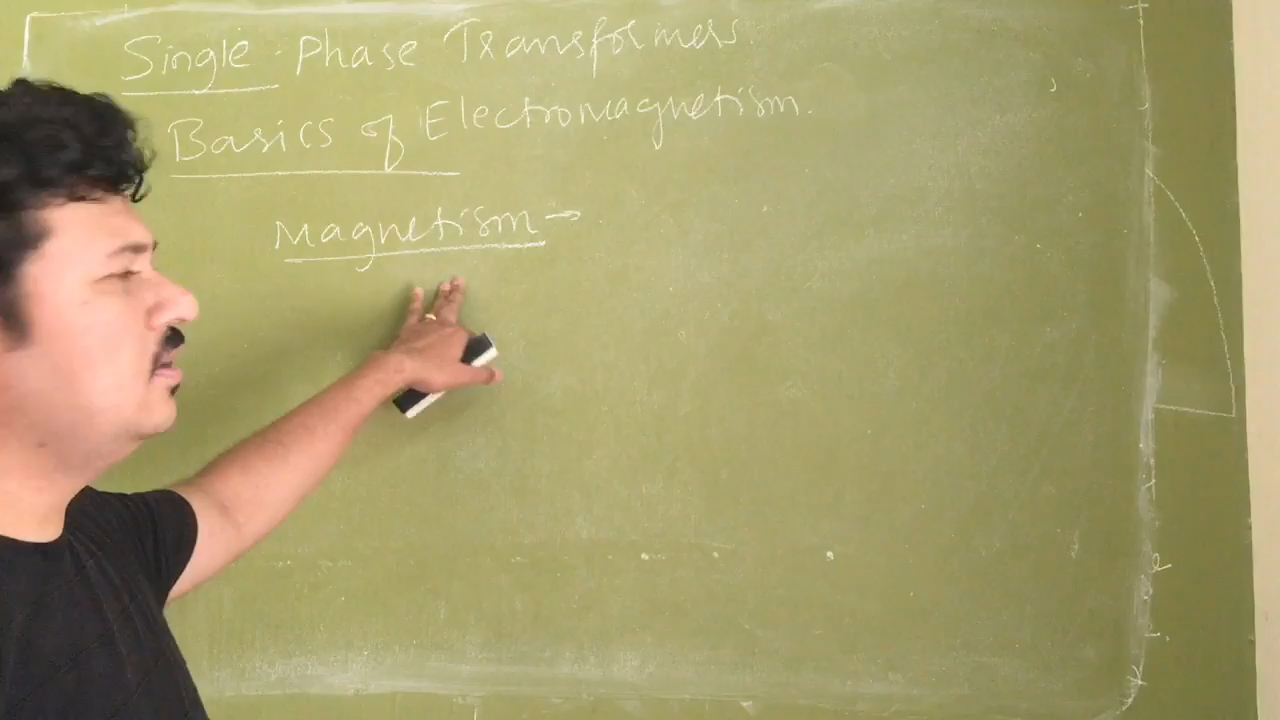 Single Phase Transformers
Basics of Electromagnetism.
Magnetism →